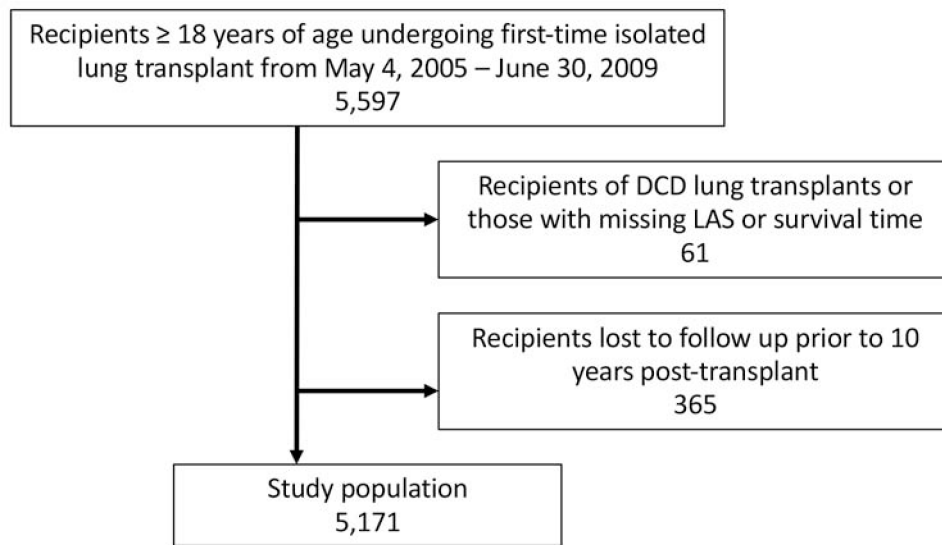 Recipients ≥ 18 years of age undergoing first-time isolated
lung transplant from May 4, 2005 – June 30, 2009
5,597
Recipients of DCD lung transplants or
those with missing LAS or survival time
61
Recipients lost to follow up prior to 10
years post-transplant
365
Study population
5,171